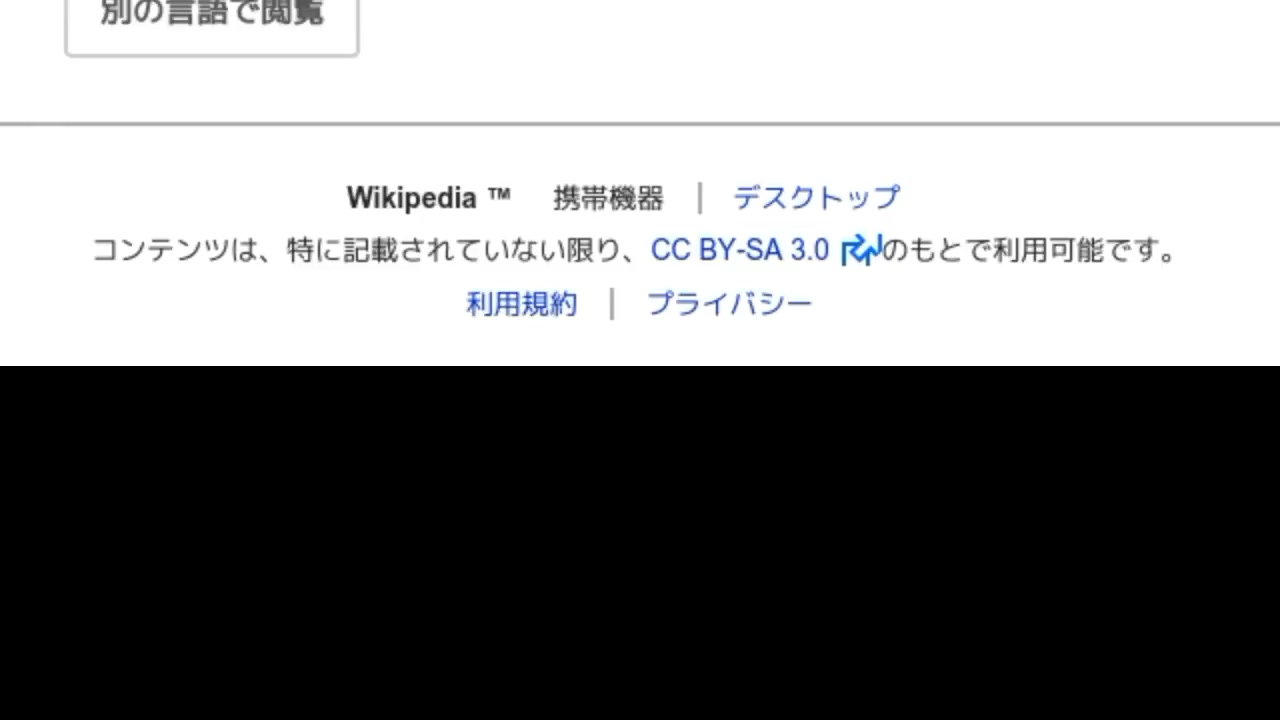 別の言語で閲覧
Wikipedia ™ 携帯機器 | デスクトップ
コンテンツは、特に記載されていない限り、CC BY-SA 3.0 のもとで利用可能です。
利用規約 | プライバシー